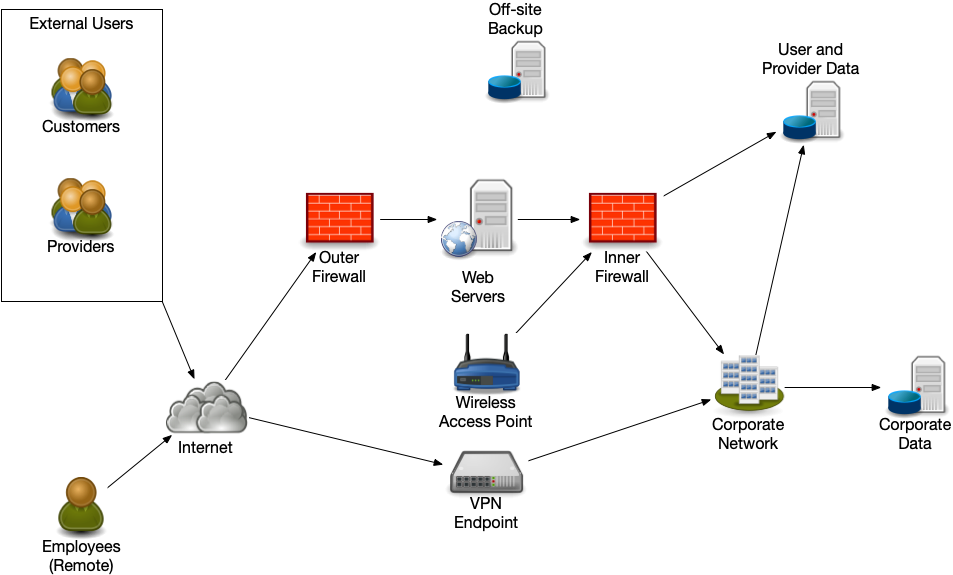 External Users
Customers
Providers
Off-site
Backup
User and
Provider Data
Outer
Firewall
Web
Servers
Inner
Firewall
Wireless
Access Point
Internet
Corporate
Network
Corporate
Data
VPN
Endpoint
Employees
(Remote)